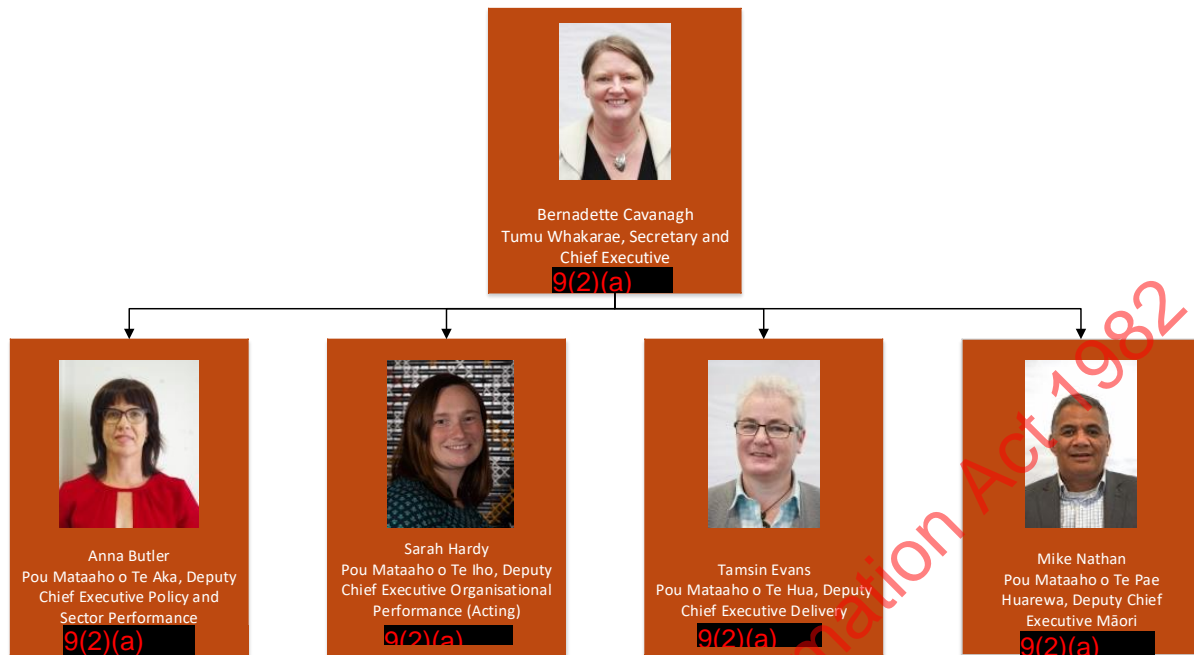 Bernadette Cavanagh
Tumu Whakarae, Secretary and
Chief Executive
9(2)(a)
Anna Butler
Pou Mataaho o Te Aka, Deputy
Chief Executive Policy and
Sector Performance
9(2)(a)
Sarah Hardy
Pou Mataaho o Te Iho, Deputy
Chief Executive Organisational
Performance (Acting)
9(2)(a)
Tamsin Evans
Pou Mataaho o Te Hua, Deputy
Chief Executive Delivery
9(2)(a)
Mike Nathan
Pou Mataaho o Te Pae
Huarewa, Deputy Chief
Executive Māori
9(2)(a)
mation Act 1982